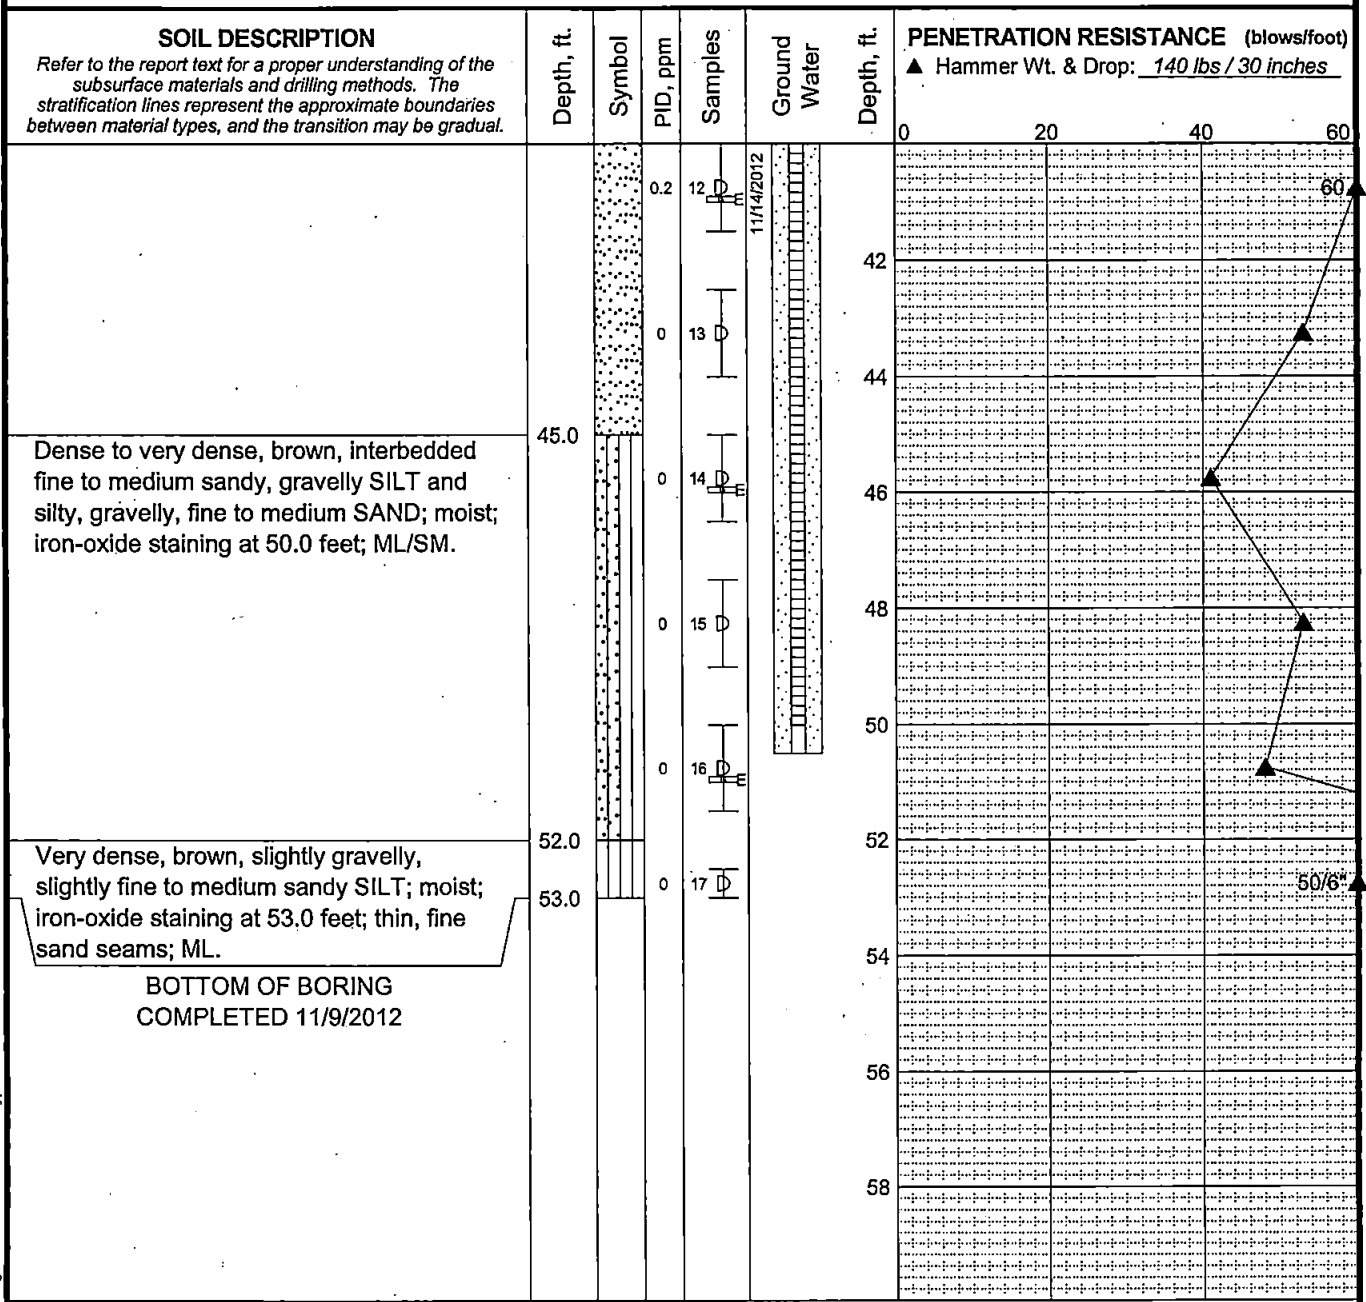 SOIL DESCRIPTION
Refer to the report text for a proper understanding of the
subsurface materials and drilling methods. The
stratification lines represent the approximate boundaries
between material types, and the transition may be gradual.
Depth, ft.
Symbol
PID, ppm
Samples
Ground
Water
Depth, ft.
PENETRATION RESISTANCE (blows/foot)
▲ Hammer Wt. & Drop: 140 lbs / 30 inches
0 20 40 60
0.2 12
11/14/2012
60
42
0 13
44
45.0
Dense to very dense, brown, interbedded
fine to medium sandy, gravelly SILT and
silty, gravelly, fine to medium SAND; moist;
iron-oxide staining at 50.0 feet; ML/SM.
0 14
46
48
0 15
50
0 16
52
52.0
Very dense, brown, slightly gravelly,
slightly fine to medium sandy SILT; moist;
iron-oxide staining at 53.0 feet; thin, fine
sand seams; ML.
0 17
50/6"
53.0
54
BOTTOM OF BORING
COMPLETED 11/9/2012
56
58